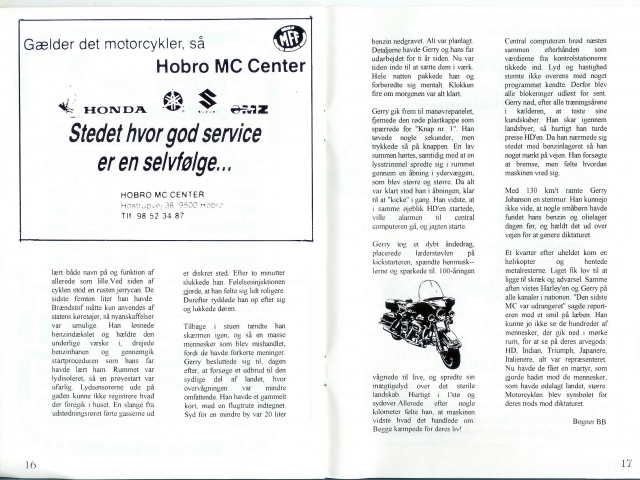 Gælder det motorcykler, så
MFF
Hobro MC Center
HONDA
Stedet hvor god service
er en selvfølge...
HOBRO MC CENTER
Hostrupvej 38 9500 Hobro
Tlf 98 52 34 87
lært både navn på og funktion af
allerede som lille.Ved siden af
cyklen stod en rusten jerrycan. De
sidste femten liter han havde.
Brændstof måtte kun anvendes af
statens køretøjer, så nyanskaffelser
var umulige. Han løsnede
benzindækslet og hældte den
underlige væske i, drejede
benzinhanen og gennemgik
startproceduren som hans far
havde lært ham. Rummet var
lydisoleret, så en prøvestart var
ufarlig. Lydsensorerne ude på
gaden kunne ikke registrere hvad
der foregik i huset. En slange fra
udstedningsrøret førte gasserne ud
et diskret sted. Efter to minutter
slukkede han. Følelsesinjektionen
gjorde, at han følte sig lidt roligere.
Derefter ryddede han op efter sig
og lukkede døren.
Tilbage i stuen tændte han
skærmen igen, og så en masse
mennesker som blev mishandlet,
fordi de havde forkerte meninger.
Gerry besluttede sig til, dagen
efter, at forsøge et udbrud til den
sydlige del af landet, hvor
overvågningen var mindre
omfattende. Han havde et gammelt
kort, med en flugtrute indtegnet.
Syd for en mindre by var 20 liter
16
benzin nedgravet. Alt var planlagt.
Detaljerne havde Gerry og hans far
udarbejdet for ti år siden. Nu var
tiden inde til at sætte dem i værk.
Hele natten pakkede han og
forberedte sig mentalt. Klokken
fire om morgenen var alt klart.
Gerry gik frem til manøvrepanelet,
fjernede den røde plastkappe som
spærrede for "Knap nr. 1". Han
tøvede nogle sekunder, men
trykkede så på knappen. En lav
summen hørtes, samtidig med at en
lysstrimmel spredte sig i rummet
gennem en åbning i ydervæggen,
som blev større og større. Da alt
var klart stod han i åbningen, klar
til at "kicke" i gang. Han vidste, at
i samme øjeblik HD'en startede,
ville alarmen til central
computeren gå, og jagten starte.
Gerry tog et dybt åndedrag,
placerede læderstøvlen på
kickstarteren, spændte benmusk-
lerne og sparkede til. 100-åringen
vågnede til live, og spredte sin
mægtigelyd over det sterile
landskab. Hurtigt i 1'ste og
sydover.Allerede efter nogle
kilometer følte han, at maskinen
vidste hvad det handlede om:
Begge kæmpede for deres liv!
Central computeren brød næsten
sammen efterhånden som
værdierne fra kontrolstationerne
tikkede ind. Lyd og hastighed
stemte ikke overens med noget
programmet kendte. Derfor blev
alle blokeringer udløst for sent.
Gerry nød, efter alle træningsårene
i kælderen, at teste sine
kundskaber. Han skar igennem
landsbyer, så hurtigt han turde
presse HD'en. Da han nærmede sig
stedet med benzinlageret så han
noget mørkt på vejen. Han forsøgte
at bremse, men følte hvordan
maskinen vred sig.
Med 130 km/t ramte Gerry
Johanson en stenmur. Han kunnejo
ikke vide, at nogle småbørn havde
fundet hans benzin og olielager
dagen før, og hældt det ud over
vejen for at genere diktaturet.
Et kvarter efter uheldet kom en
helikopter og hentede
metalresterne. Liget fik lov til at
ligge til skræk og advarsel. Samme
aften vistes Harley'en og Gerry på
alle kanaler i nationen. "Den sidste
MC var udrangeret" sagde report-
eren med et smil på læben. Han
kunne jo ikke se de hundreder af
mennesker, der gik ned i mørke
rum, for at se på deres arvegods:
HD, Indian, Triumph, Japanere,
Italienere, alt var repræsenteret.
Nu havde de fået en martyr, som
gjorde hadet mod de mennesker,
som havde ødelagt landet, større.
Motorcyklen blev symbolet for
deres trods mod diktaturet.
Bogner BB
17